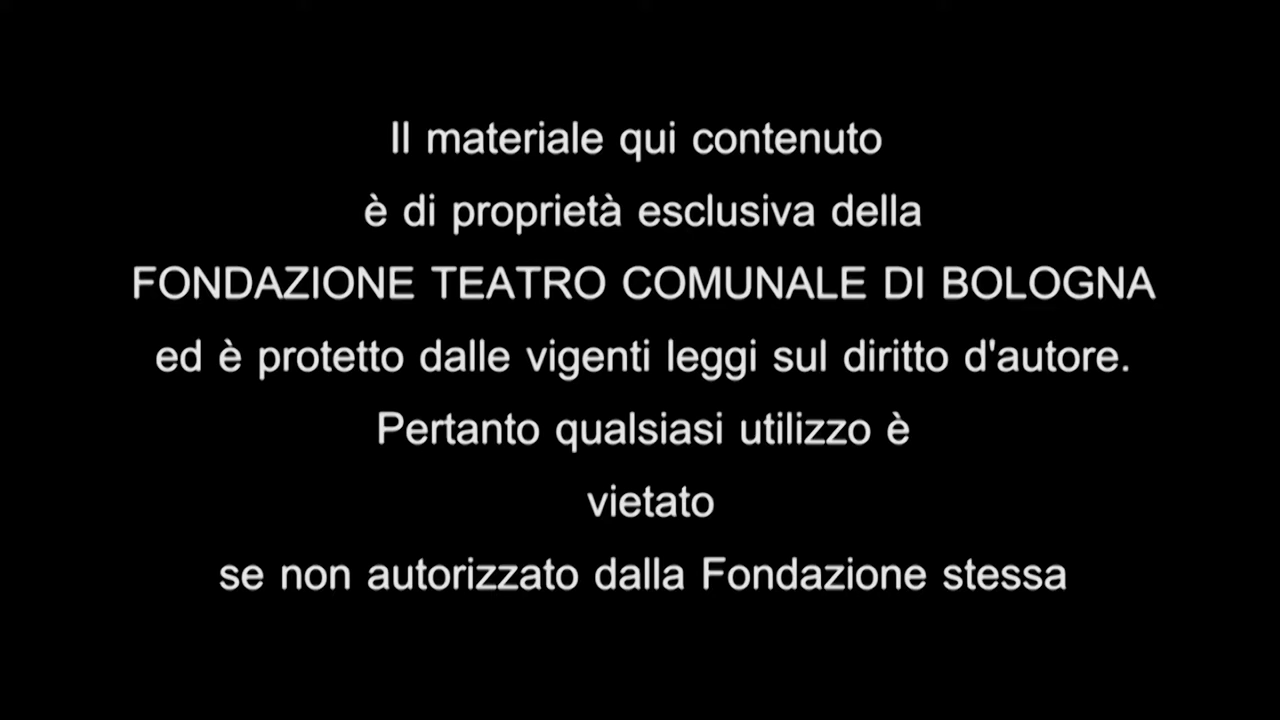 Il materiale qui contenuto
è di proprietà esclusiva della
FONDAZIONE TEATRO COMUNALE DI BOLOGNA
ed è protetto dalle vigenti leggi sul diritto d'autore.
Pertanto qualsiasi utilizzo è
vietato
se non autorizzato dalla Fondazione stessa